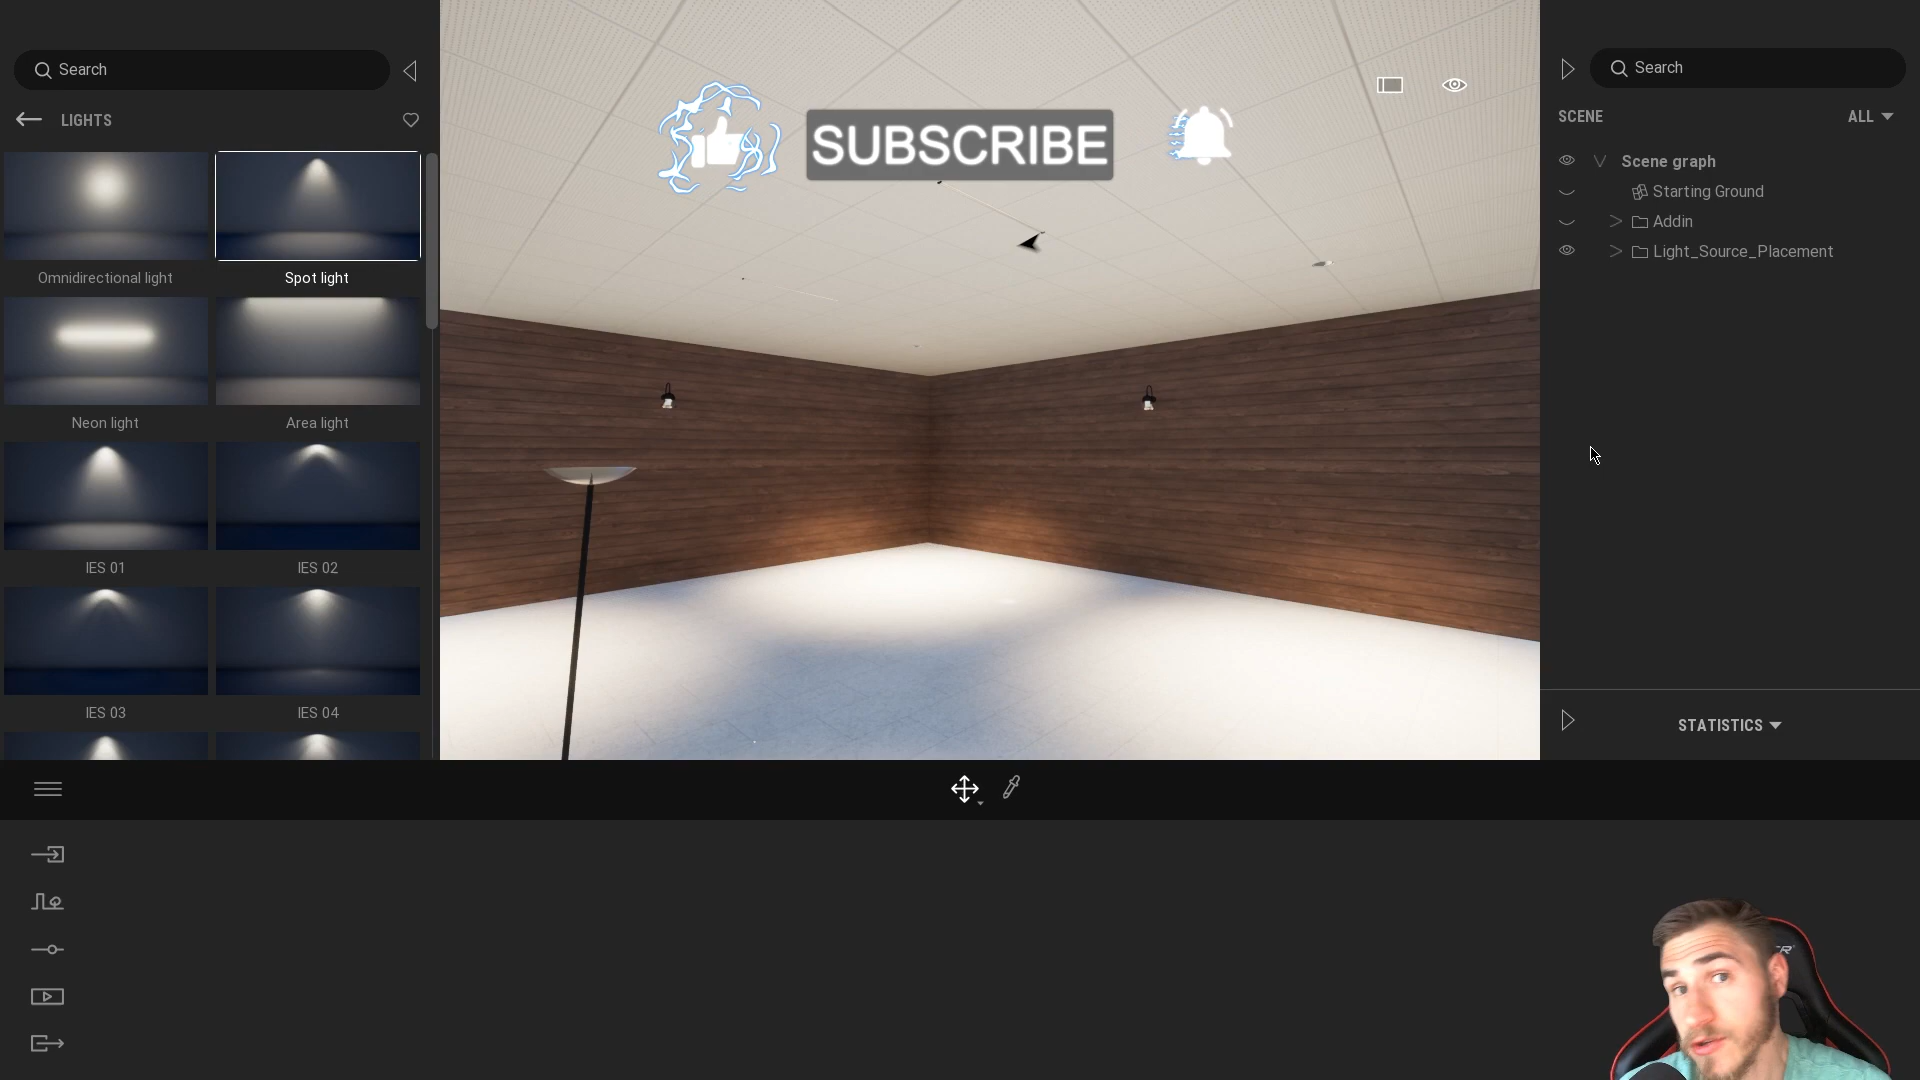 Search
LIGHTS
Omnidirectional light
Spot light
Neon light
Area light
IES 01
IES 02
IES 03
IES 04
SUBSCRIBE
Search
SCENE
ALL
Scene graph
Starting Ground
Addin
Light_Source_Placement
STATISTICS